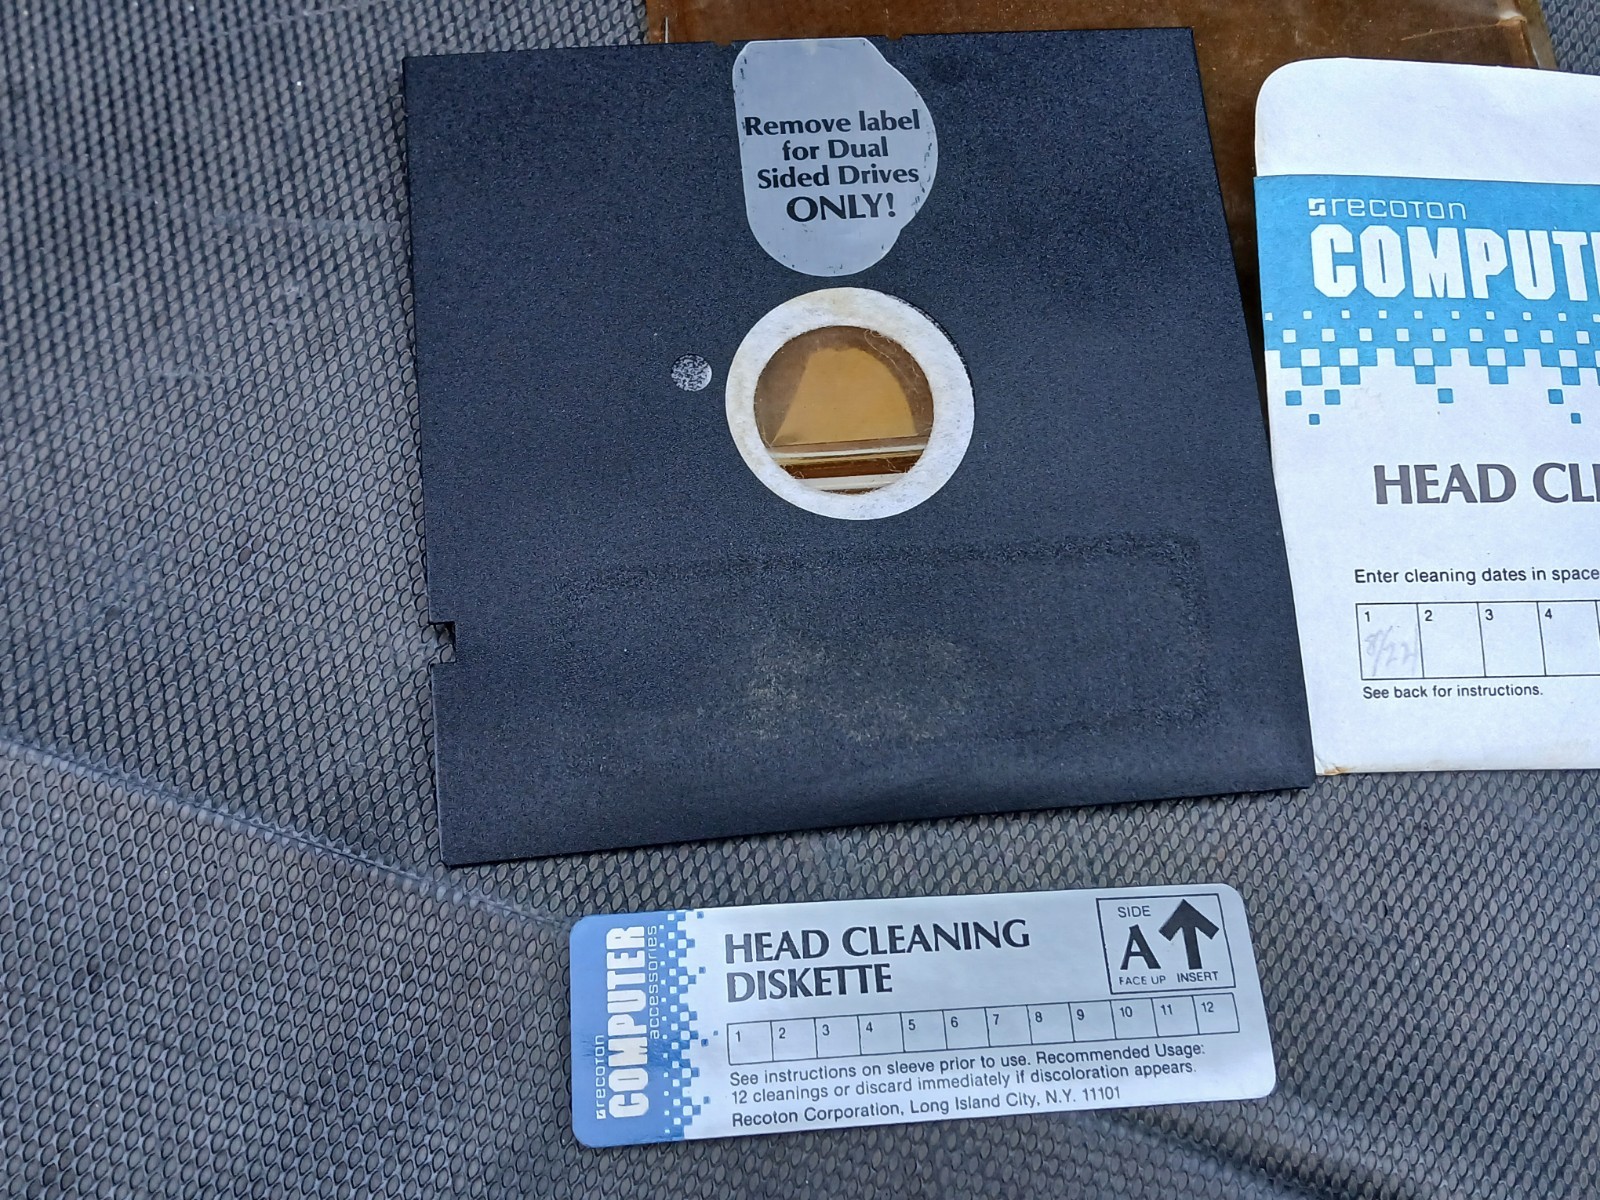 Remove label
for Dual
Sided Drives
ONLY!
recoton
COMPUT
HEAD CL
Enter cleaning dates in space
1 2 3 4
8/22
See back for instructions.
recoton
COMPUTER
accessories
HEAD CLEANING
DISKETTE
SIDE
A
FACE UP INSERT
1 2 3 4 5 6 7 8 9 10 11 12
See instructions on sleeve prior to use. Recommended Usage:
12 cleanings or discard immediately if discoloration appears.
Recoton Corporation, Long Island City, N.Y. 11101